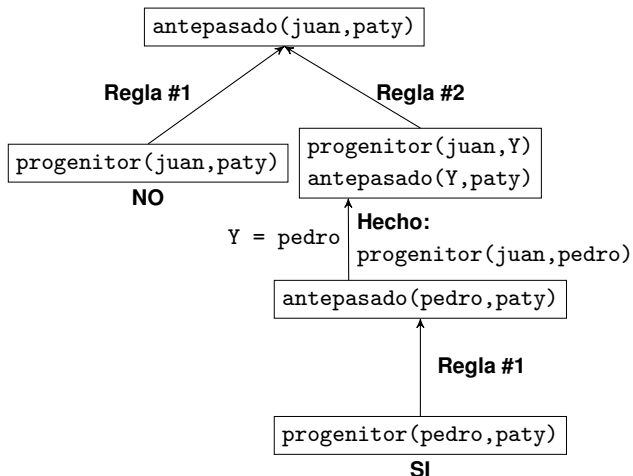 antepasado(juan,paty)
Regla #1
Regla #2
progenitor(juan,paty)
NO
progenitor(juan,Y)
antepasado(Y,paty)
Y = pedro
Hecho:
progenitor(juan,pedro)
antepasado(pedro,paty)
Regla #1
progenitor(pedro,paty)
SI